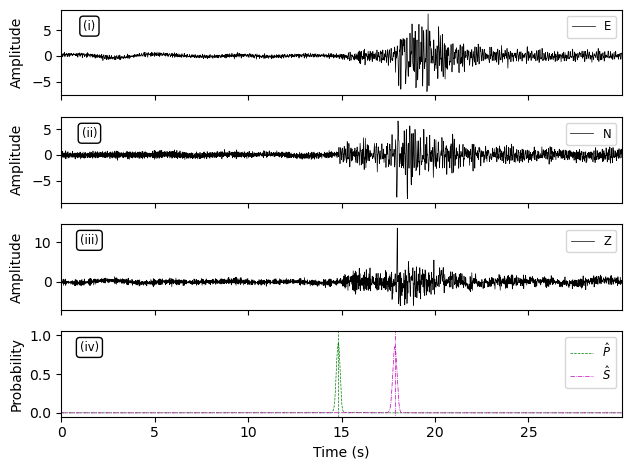 (i)
E
Amplitude
5
0
−5
(ii)
N
Amplitude
5
0
−5
(iii)
Z
Amplitude
10
0
(iv)
P̂
Ŝ
Probability
1.0
0.5
0.0
0 5 10 15 20 25
Time (s)